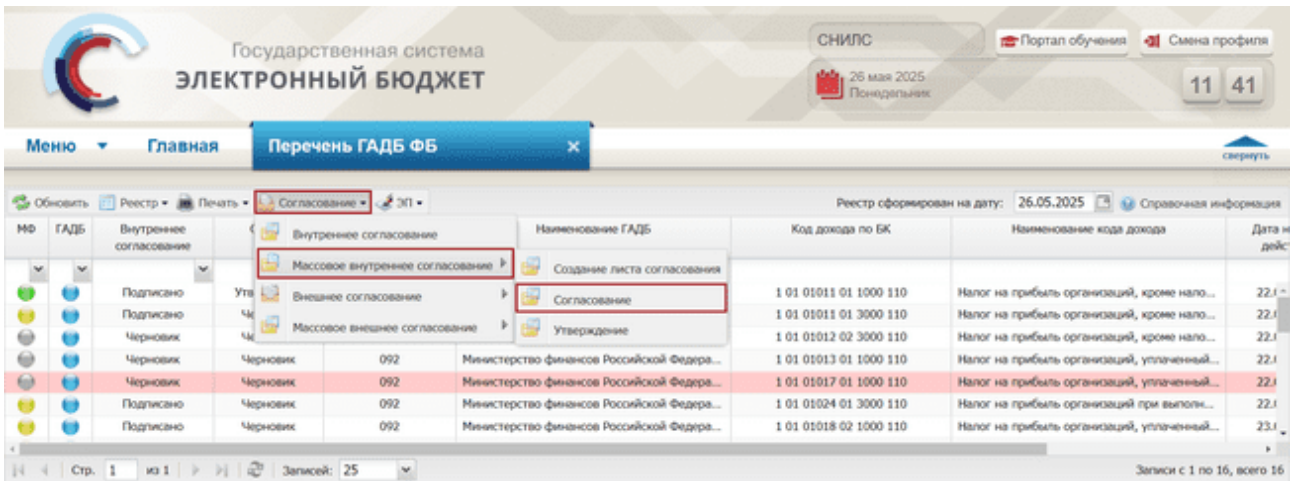 Государственная система
ЭЛЕКТРОННЫЙ БЮДЖЕТ
СНИЛС
Портал обучения
Смена профиля
26 мая 2025
Понедельник
11 41
Меню
Главная
Перечень ГАДБ ФБ
свернуть
Обновить Реестр Печать Согласование ЭП
Реестр сформирован на дату: 26.05.2025 Справочная информация
МФ ГАДБ Внутреннее согласование Наименование ГАДБ Код дохода по БК Наименование кода дохода
Внутреннее согласование
Массовое внутреннее согласование
Внешнее согласование
Массовое внешнее согласование
Создание листа согласования
Согласование
Утверждение
Подписано 1 01 01011 01 1000 110 Налог на прибыль организаций, кроме нало...
Подписано 1 01 01011 01 3000 110 Налог на прибыль организаций, кроме нало...
Черновик 1 01 01012 02 3000 110 Налог на прибыль организаций, кроме нало...
Черновик Черновик 092 Министерство финансов Российской Федера... 1 01 01013 01 1000 110 Налог на прибыль организаций, уплаченный...
Черновик Черновик 092 Министерство финансов Российской Федера... 1 01 01017 01 1000 110 Налог на прибыль организаций, уплаченный...
Подписано Черновик 092 Министерство финансов Российской Федера... 1 01 01024 01 3000 110 Налог на прибыль организаций при выполн...
Подписано Черновик 092 Министерство финансов Российской Федера... 1 01 01018 02 1000 110 Налог на прибыль организаций, уплаченный...
Стр. 1 из 1 Записей: 25
Записи с 1 по 16, всего 16